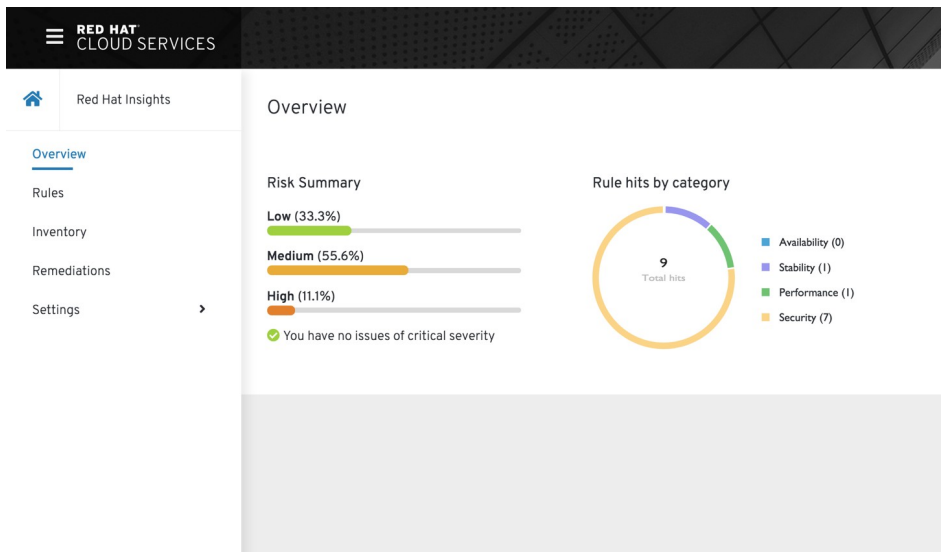 RED HAT
CLOUD SERVICES
Red Hat Insights
Overview
Rules
Inventory
Remediations
Settings
Overview
Risk Summary
Low (33.3%)
Medium (55.6%)
High (11.1%)
You have no issues of critical severity
Rule hits by category
9
Total hits
Availability (0)
Stability (1)
Performance (1)
Security (7)